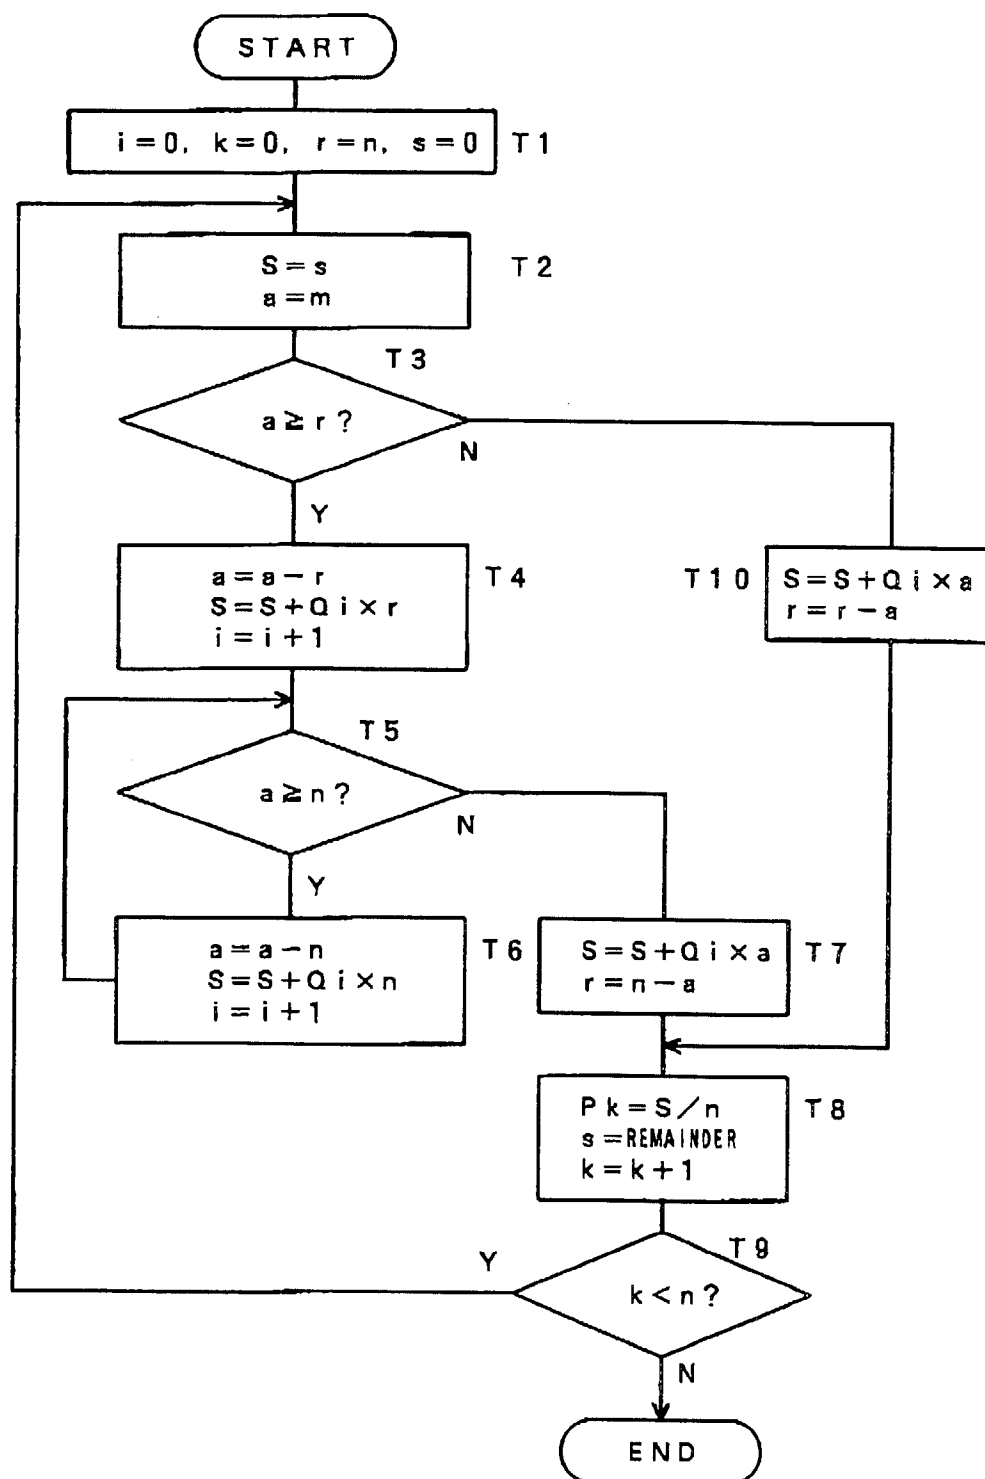 START
i=0, k=0, r=n, s=0
T1
S=s
a=m
T2
T3
a≥r?
N
Y
a=a-r
S=S+Qi×r
i=i+1
T4
T10
S=S+Qi×a
r=r-a
T5
a≥n?
N
Y
a=a-n
S=S+Qi×n
i=i+1
T6
S=S+Qi×a
r=n-a
T7
Pk=S/n
s=REMAINDER
k=k+1
T8
T9
Y
k<n?
N
END